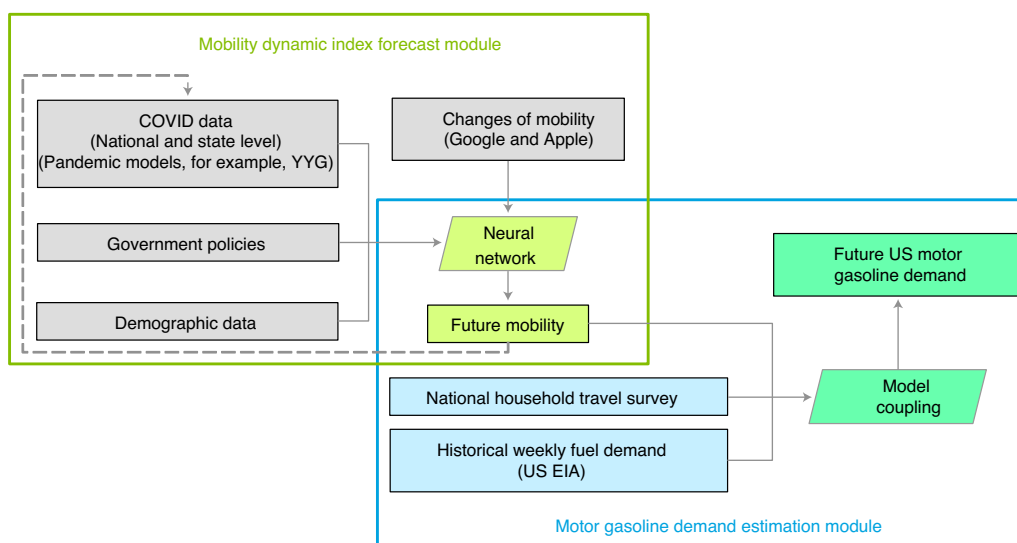 Mobility dynamic index forecast module
COVID data
(National and state level)
(Pandemic models, for example, YYG)
Changes of mobility
(Google and Apple)
Government policies
Neural
network
Future US motor
gasoline demand
Demographic data
Future mobility
National household travel survey
Model
coupling
Historical weekly fuel demand
(US EIA)
Motor gasoline demand estimation module